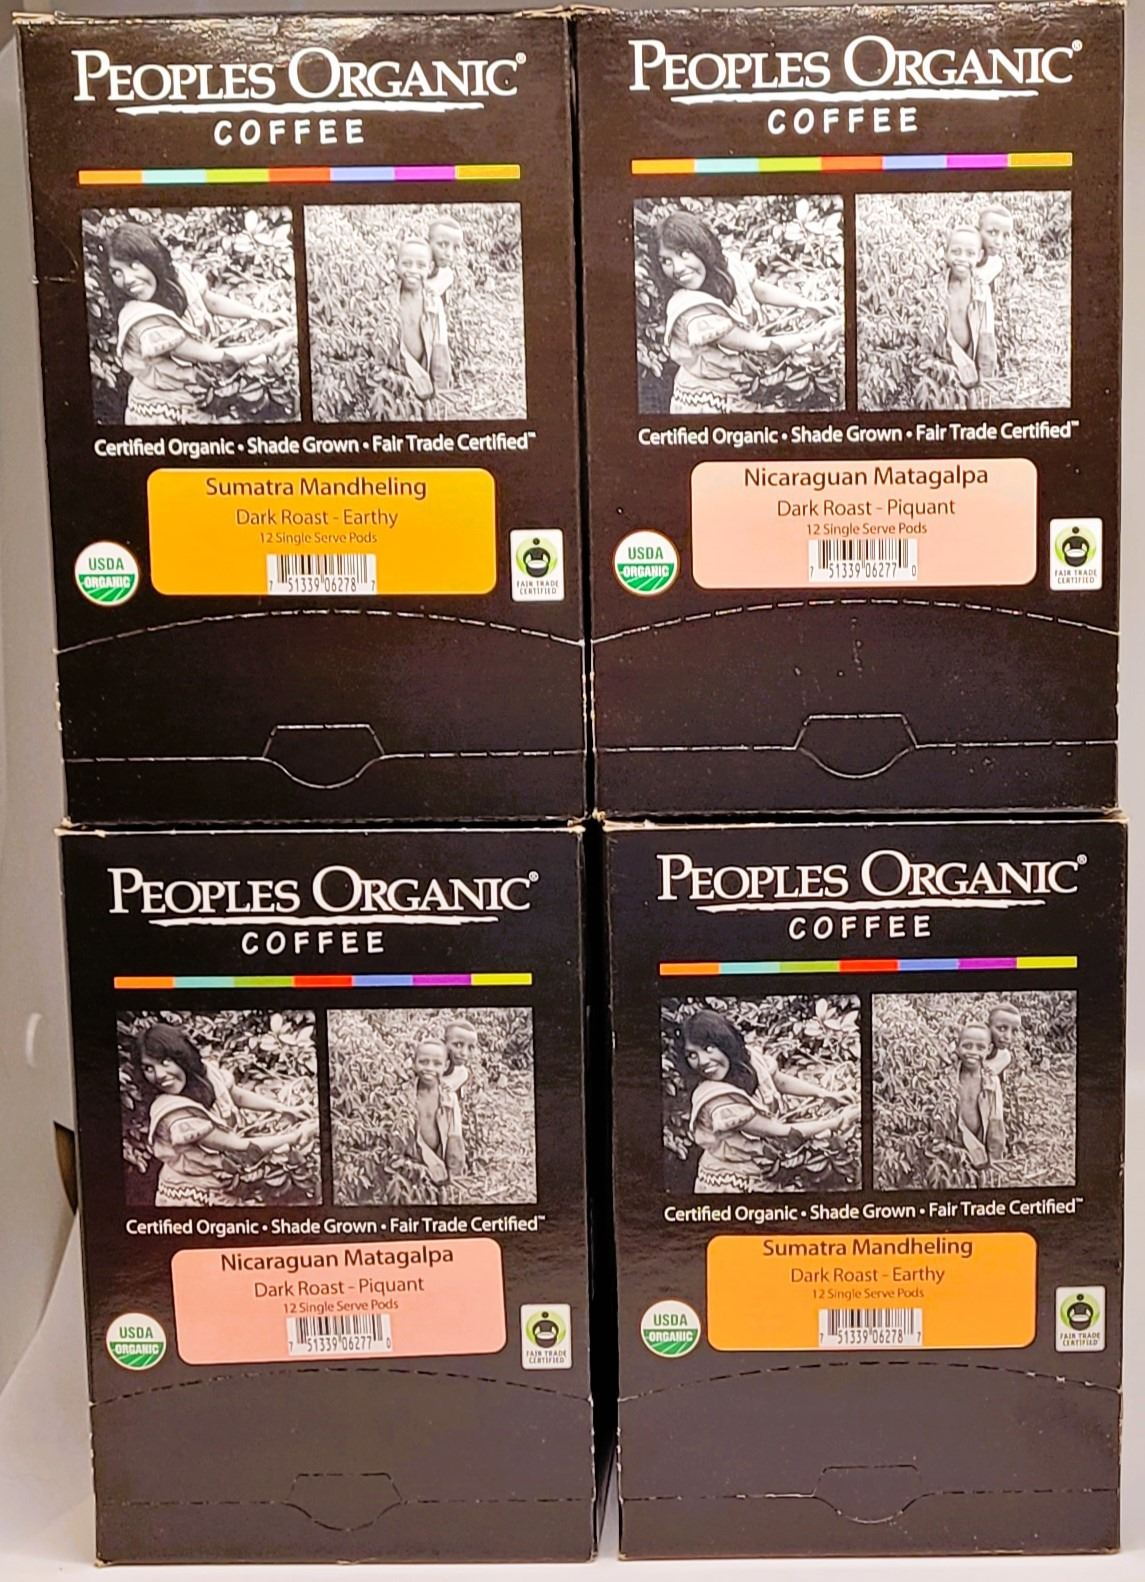 PEOPLES ORGANIC®
COFFEE
Certified Organic • Shade Grown • Fair Trade Certified™
Sumatra Mandheling
Dark Roast - Earthy
12 Single Serve Pods
USDA
ORGANIC
7 51339 06278 7
FAIR TRADE
CERTIFIED
PEOPLES ORGANIC®
COFFEE
Certified Organic • Shade Grown • Fair Trade Certified™
Nicaraguan Matagalpa
Dark Roast - Piquant
12 Single Serve Pods
USDA
ORGANIC
7 51339 06277 0
FAIR TRADE
CERTIFIED
PEOPLES ORGANIC®
COFFEE
Certified Organic • Shade Grown • Fair Trade Certified™
Nicaraguan Matagalpa
Dark Roast - Piquant
12 Single Serve Pods
USDA
ORGANIC
7 51339 06277 0
FAIR TRADE
CERTIFIED
PEOPLES ORGANIC®
COFFEE
Certified Organic • Shade Grown • Fair Trade Certified™
Sumatra Mandheling
Dark Roast - Earthy
12 Single Serve Pods
USDA
ORGANIC
7 51339 06278 7
FAIR TRADE
CERTIFIED